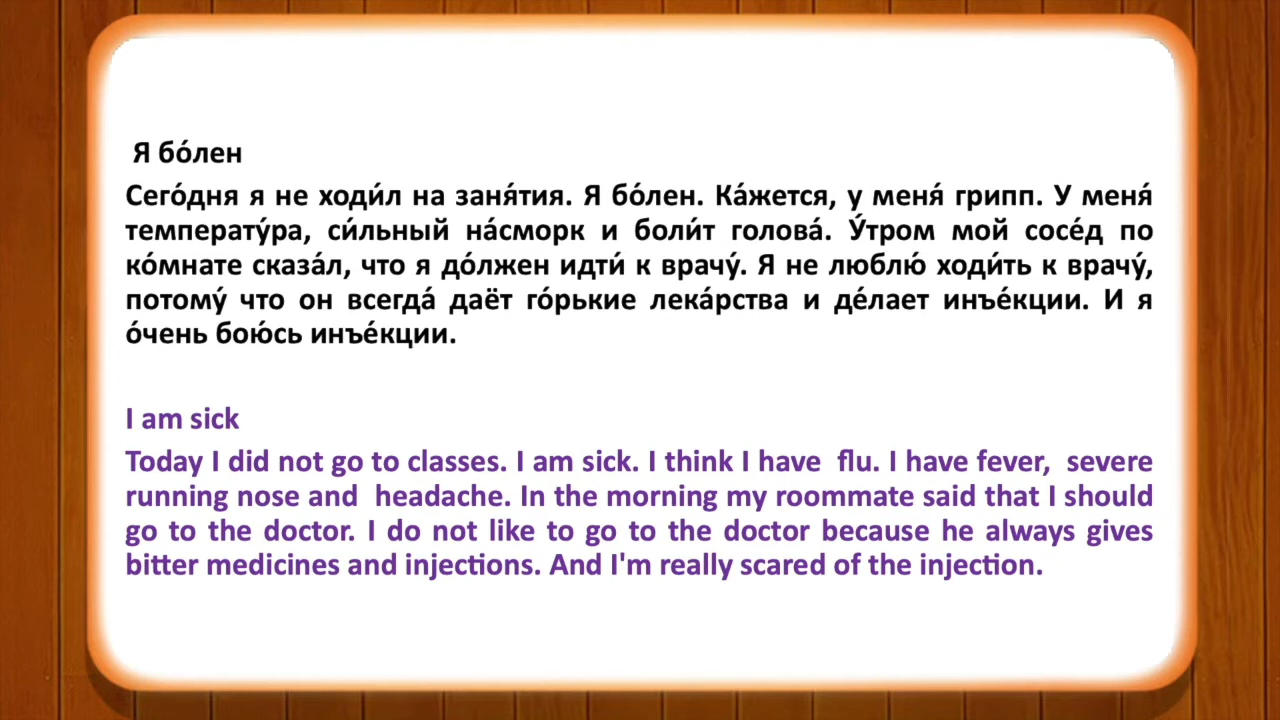 Я бо́лен
Сего́дня я не ходи́л на заня́тия. Я бо́лен. Ка́жется, у меня́ грипп. У меня́
температу́ра, си́льный на́сморк и боли́т голова́. У́тром мой сосе́д по
ко́мнате сказа́л, что я до́лжен идти́ к врачу́. Я не люблю́ ходи́ть к врачу́,
потому́ что он всегда́ даёт го́рькие лека́рства и де́лает инъе́кции. И я
о́чень бою́сь инъе́кции.
I am sick
Today I did not go to classes. I am sick. I think I have flu. I have fever, severe
running nose and headache. In the morning my roommate said that I should
go to the doctor. I do not like to go to the doctor because he always gives
bitter medicines and injections. And I'm really scared of the injection.